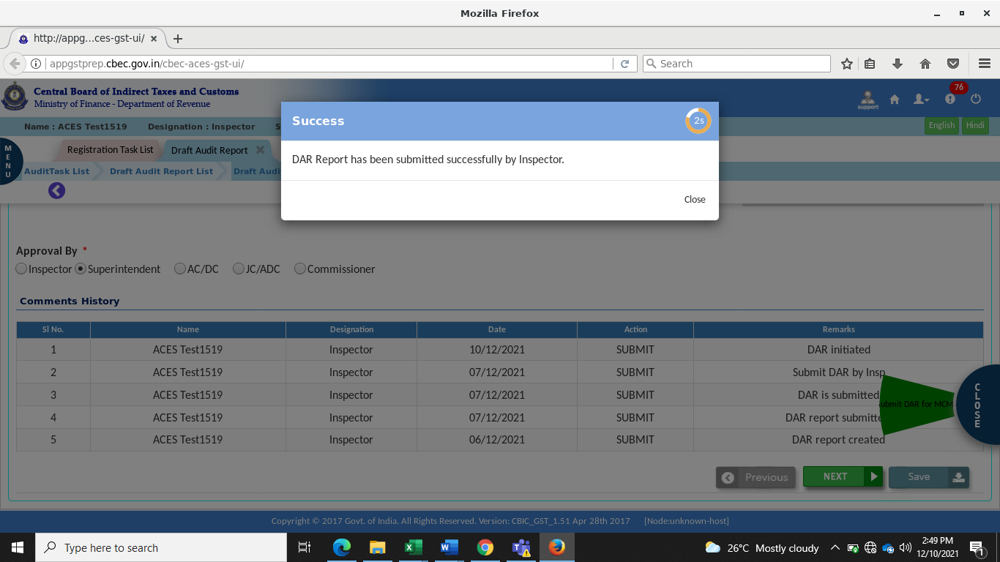 Mozilla Firefox
http://appg...ces-gst-ui/
appgstprep.cbec.gov.in/cbec-aces-gst-ui/
Search
Central Board of Indirect Taxes and Customs
Ministry of Finance - Department of Revenue
support
76
Name : ACES Test1519 Designation : Inspector S
English Hindi
MENU
Registration Task List Draft Audit Report
AuditTask List Draft Audit Report List Draft Audi
Success
2s
DAR Report has been submitted successfully by Inspector.
Close
Approval By *
Inspector Superintendent AC/DC JC/ADC Commissioner
Comments History
Sl No. Name Designation Date Action Remarks
1 ACES Test1519 Inspector 10/12/2021 SUBMIT DAR initiated
2 ACES Test1519 Inspector 07/12/2021 SUBMIT Submit DAR by Insp
3 ACES Test1519 Inspector 07/12/2021 SUBMIT DAR is submitted
4 ACES Test1519 Inspector 07/12/2021 SUBMIT DAR report submitte
5 ACES Test1519 Inspector 06/12/2021 SUBMIT DAR report created
ubmit DAR for MCM
CLOSE
Previous NEXT Save
Copyright © 2017 Govt. of India. All Rights Reserved. Version: CBIC_GST_1.51 Apr 28th 2017 [Node:unknown-host]
Type here to search
26°C Mostly cloudy
2:49 PM
12/10/2021
1